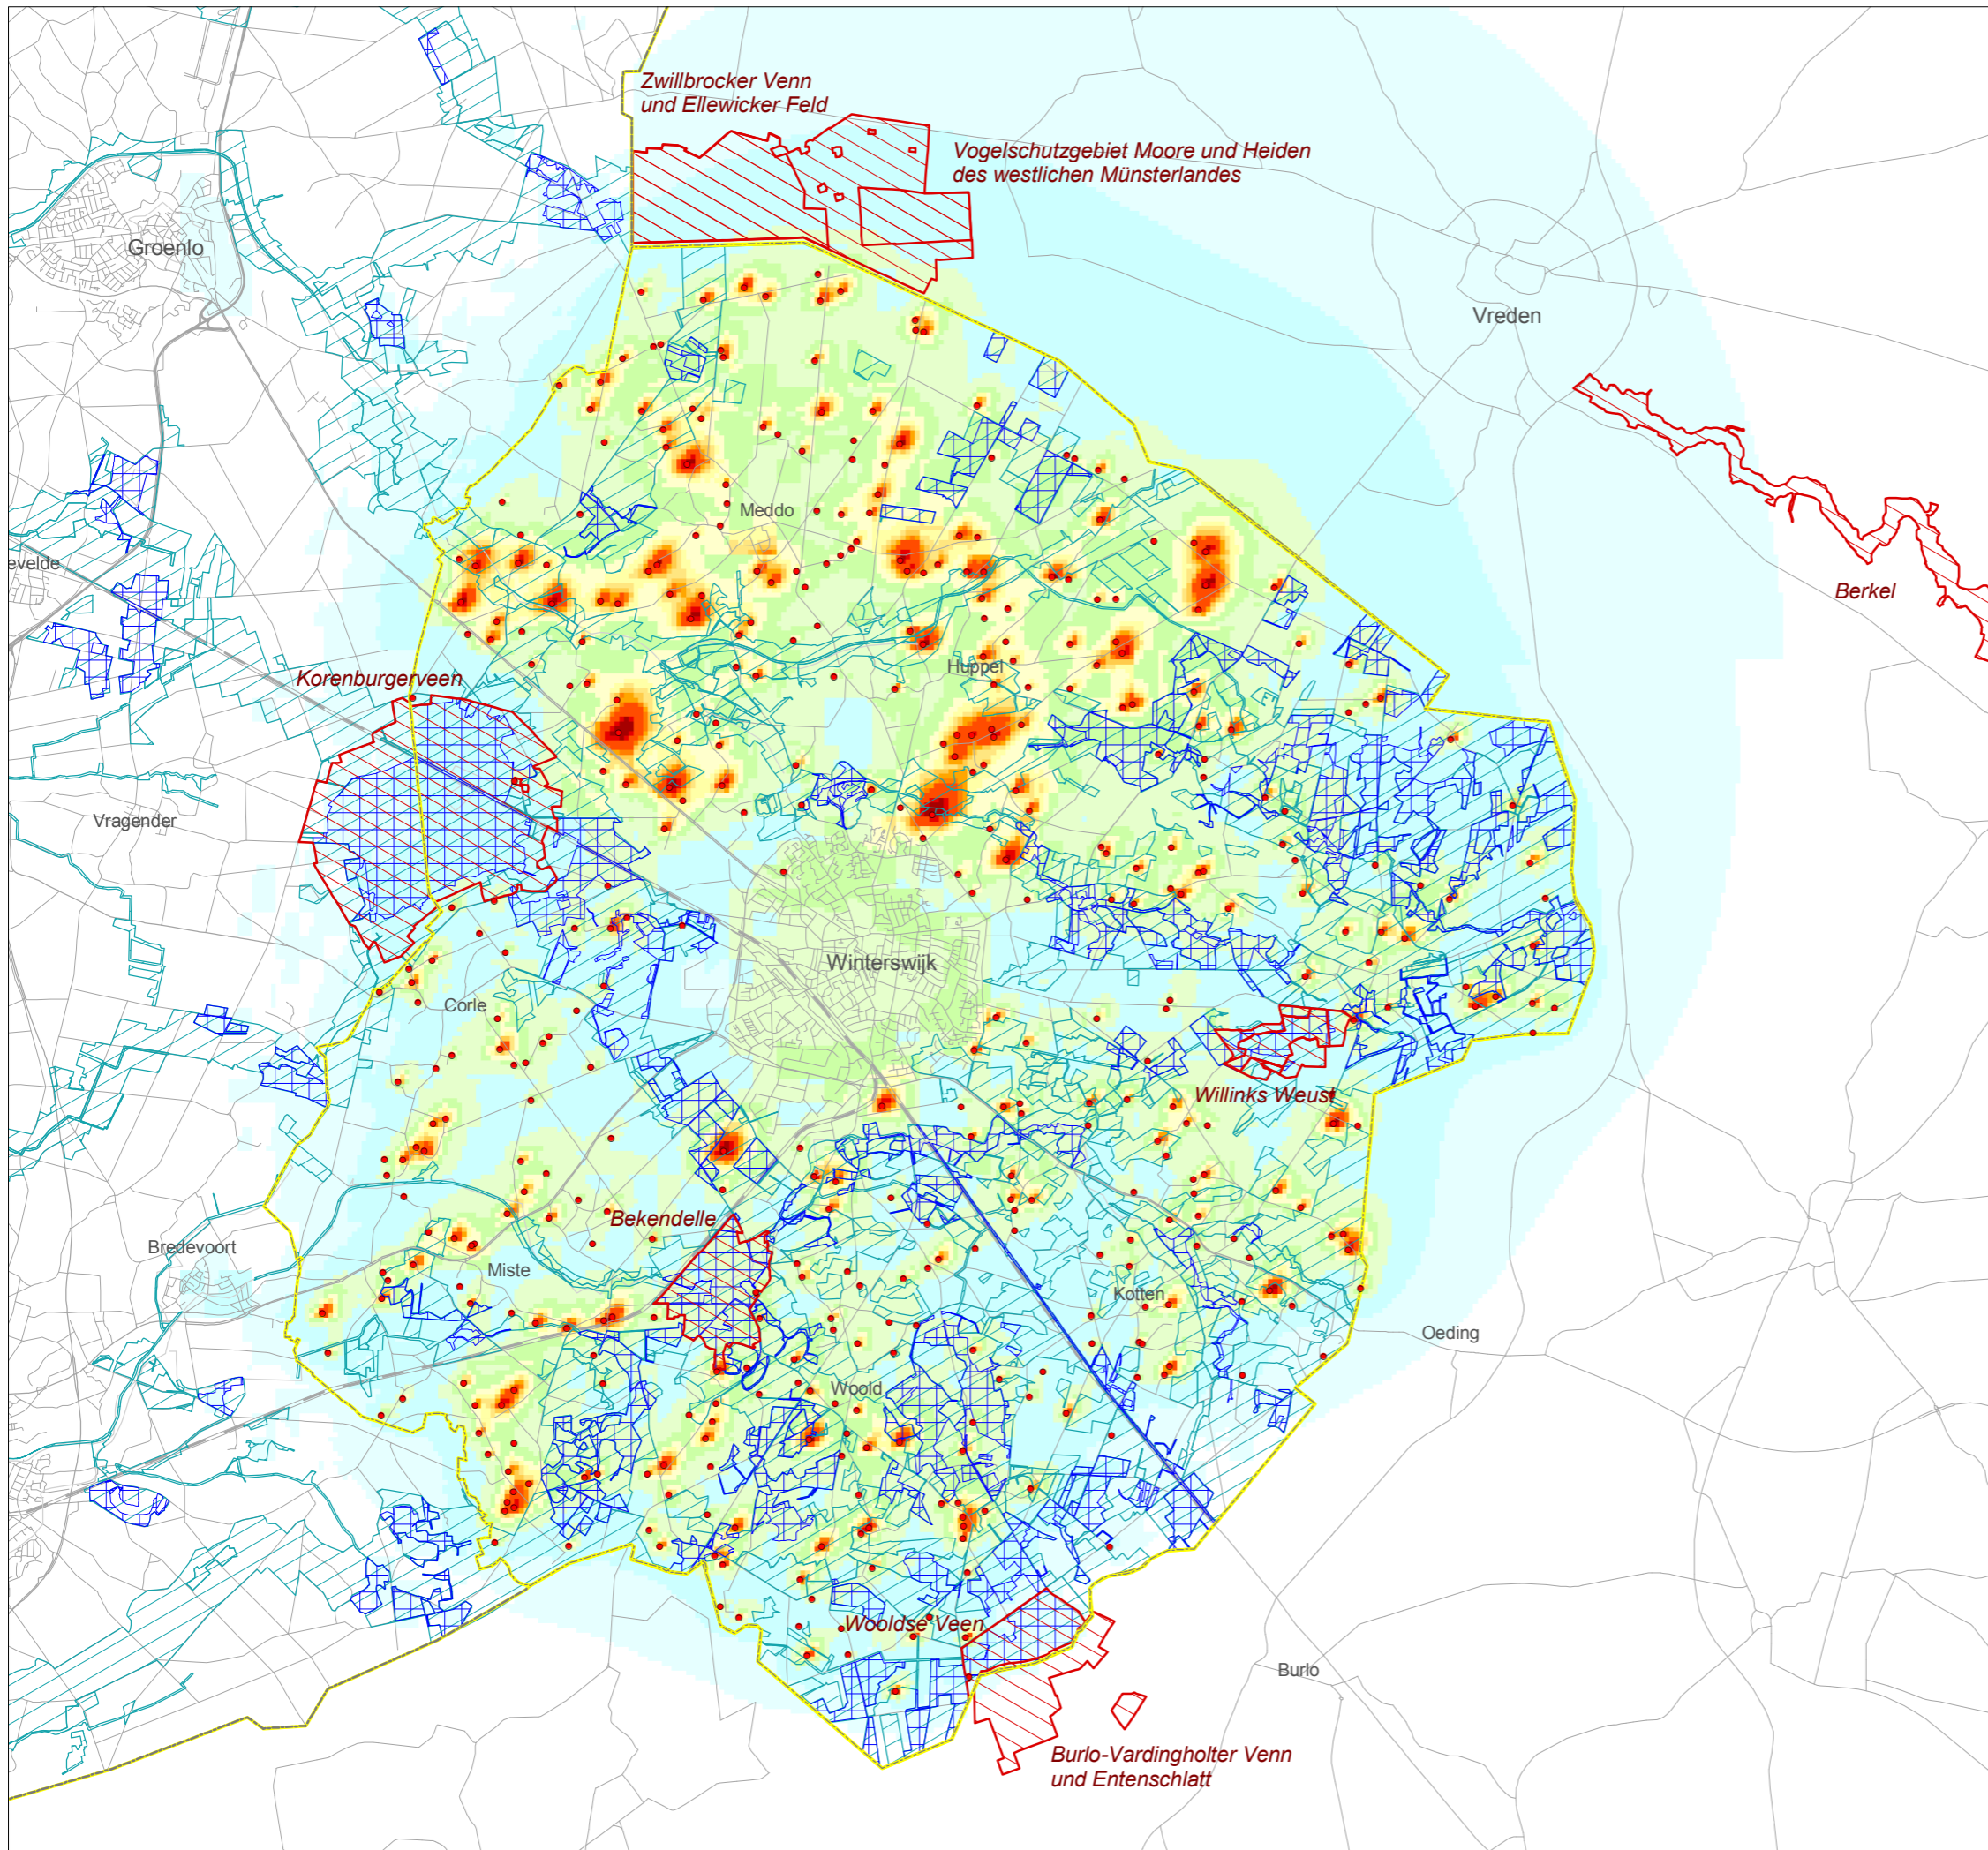 Zwillbrocker Venn
und Ellewicker Feld
Vogelschutzgebiet Moore und Heiden
des westlichen Münsterlandes
Groenlo
Vreden
Meddo
evelde
Berkel
Huppel
Korenburgerveen
Vragender
Winterswijk
Corle
Willinks Weust
Bekendelle
Bredevoort
Miste
Kotten
Oeding
Woold
Wooldse Veen
Burlo
Burlo-Vardingholter Venn
und Entenschlatt